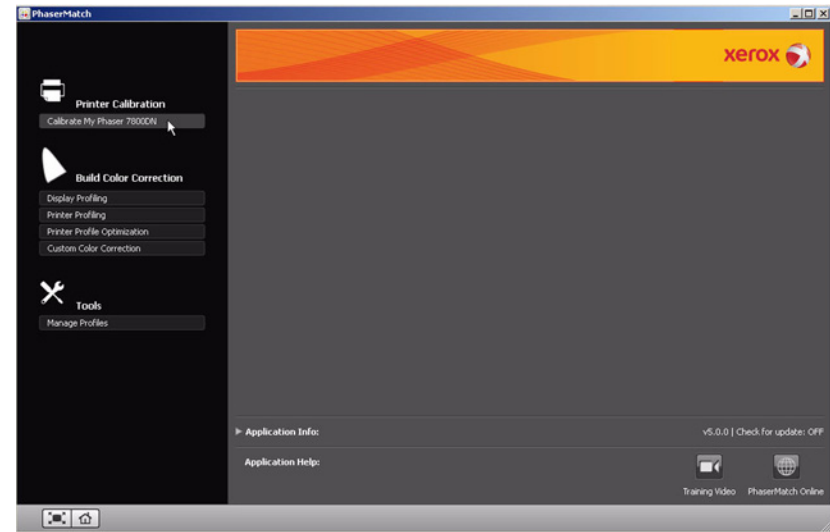 PhaserMatch
xerox
Printer Calibration
Calibrate My Phaser 7800DN
Build Color Correction
Display Profiling
Printer Profiling
Printer Profile Optimization
Custom Color Correction
Tools
Manage Profiles
Application Info:
v5.0.0 | Check for update: OFF
Application Help:
Training Video
PhaserMatch Online